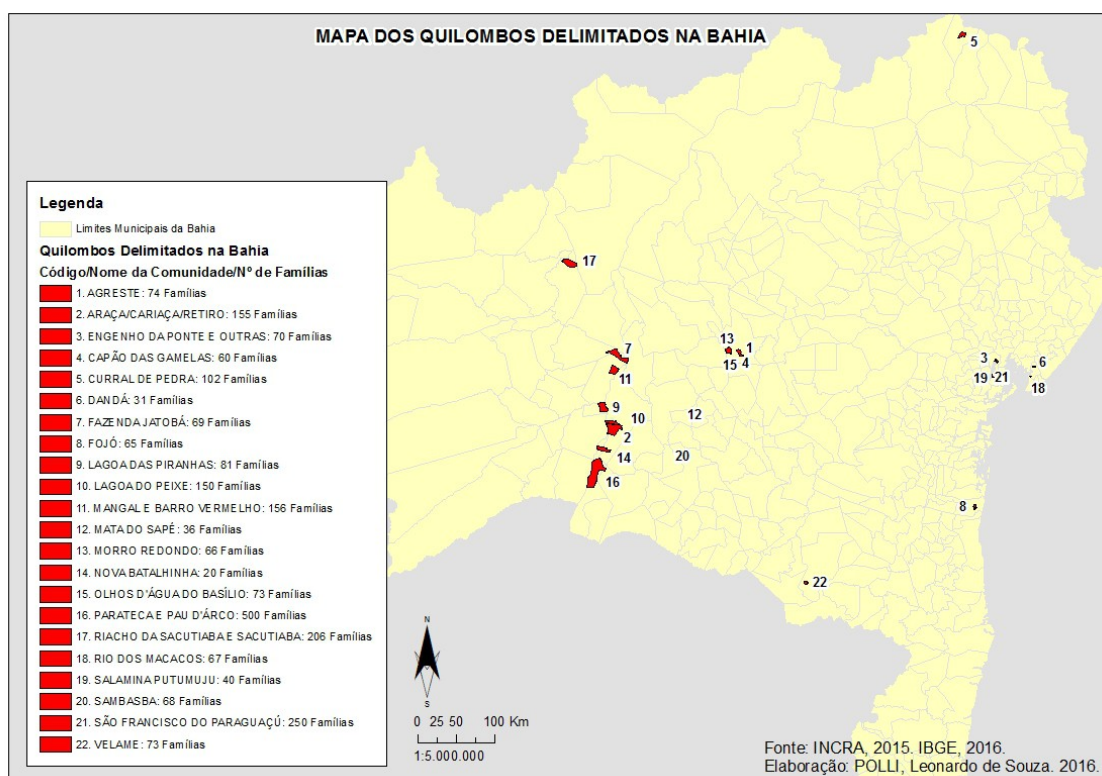 MAPA DOS QUILOMBOS DELIMITADOS NA BAHIA
5
17
7
11
13
1
15
4
9
10
12
2
14
20
16
3
6
19
21
18
8
22
Legenda
Limites Municipais da Bahia
Quilombos Delimitados na Bahia
Código/Nome da Comunidade/Nº de Famílias
1. AGRESTE: 74 Famílias
2. ARAÇA/CARIAÇA/RETIRO: 155 Famílias
3. ENGENHO DA PONTE E OUTRAS: 70 Famílias
4. CAPÃO DAS GAMELAS: 60 Famílias
5. CURRAL DE PEDRA: 102 Famílias
6. DANDÁ: 31 Famílias
7. FAZENDA JATOBÁ: 69 Famílias
8. FOJÓ: 65 Famílias
9. LAGOA DAS PIRANHAS: 81 Famílias
10. LAGOA DO PEIXE: 150 Famílias
11. MANGAL E BARRO VERMELHO: 156 Famílias
12. MATA DO SAPÉ: 36 Famílias
13. MORRO REDONDO: 66 Famílias
14. NOVA BATALHINHA: 20 Famílias
15. OLHOS D'ÁGUA DO BASÍLIO: 73 Famílias
16. PARATECA E PAU D'ÁRCO: 500 Famílias
17. RIACHO DA SACUTIABA E SACUTIABA: 206 Famílias
18. RIO DOS MACACOS: 67 Famílias
19. SALAMINA PUTUMUJU: 40 Famílias
20. SAMBASBA: 68 Famílias
21. SÃO FRANCISCO DO PARAGUAÇÚ: 250 Famílias
22. VELAME: 73 Famílias
N
S
0 25 50 100 Km
1:5.000.000
Fonte: INCRA, 2015. IBGE, 2016.
Elaboração: POLLI, Leonardo de Souza. 2016.